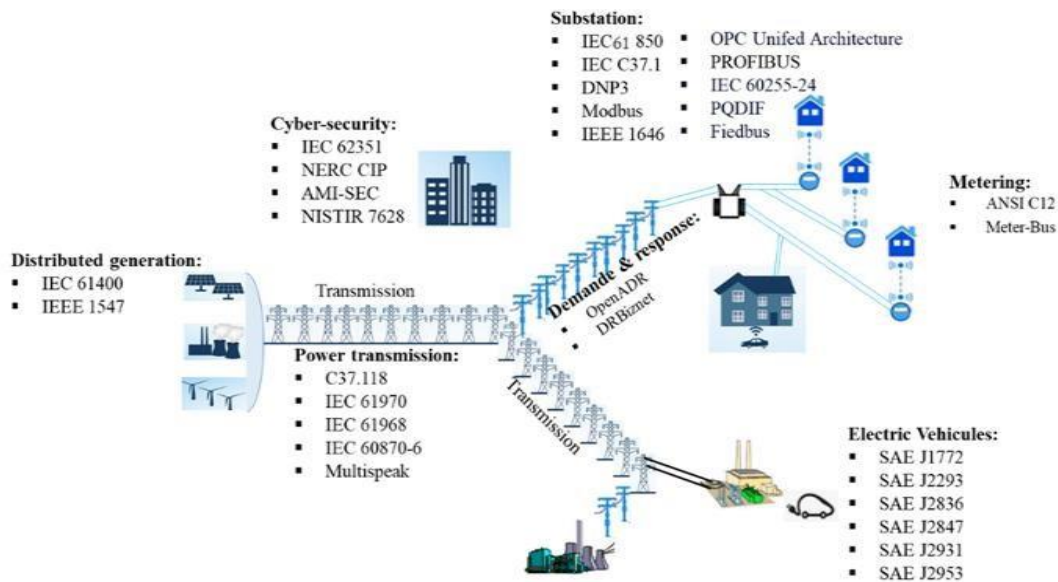 Substation:
▪ IEC61 850
▪ IEC C37.1
▪ DNP3
▪ Modbus
▪ IEEE 1646
▪ OPC Unifed Architecture
▪ PROFIBUS
▪ IEC 60255-24
▪ PQDIF
▪ Fiedbus
Cyber-security:
▪ IEC 62351
▪ NERC CIP
▪ AMI-SEC
▪ NISTIR 7628
Metering:
▪ ANSI C12
▪ Meter-Bus
Distributed generation:
▪ IEC 61400
▪ IEEE 1547
Transmission
Demande & response:
▪ OpenADR
▪ DRBiznet
Power transmission:
▪ C37.118
▪ IEC 61970
▪ IEC 61968
▪ IEC 60870-6
▪ Multispeak
Transmission
Electric Vehicules:
▪ SAE J1772
▪ SAE J2293
▪ SAE J2836
▪ SAE J2847
▪ SAE J2931
▪ SAE J2953